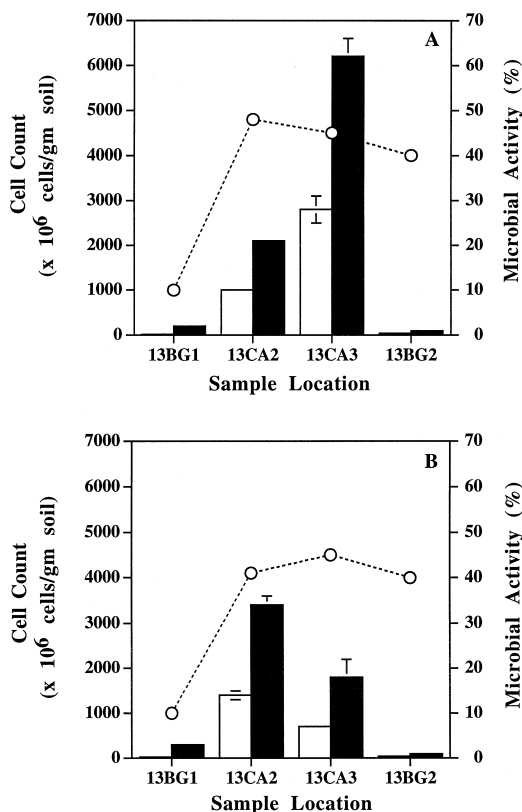 A
7000
6000
5000
4000
3000
2000
1000
0
Cell Count
(x 10⁶ cells/gm soil)
70
60
50
40
30
20
10
0
Microbial Activity (%)
13BG1 13CA2 13CA3 13BG2
Sample Location
B
7000
6000
5000
4000
3000
2000
1000
0
Cell Count
(x 10⁶ cells/gm soil)
70
60
50
40
30
20
10
0
Microbial Activity (%)
13BG1 13CA2 13CA3 13BG2
Sample Location